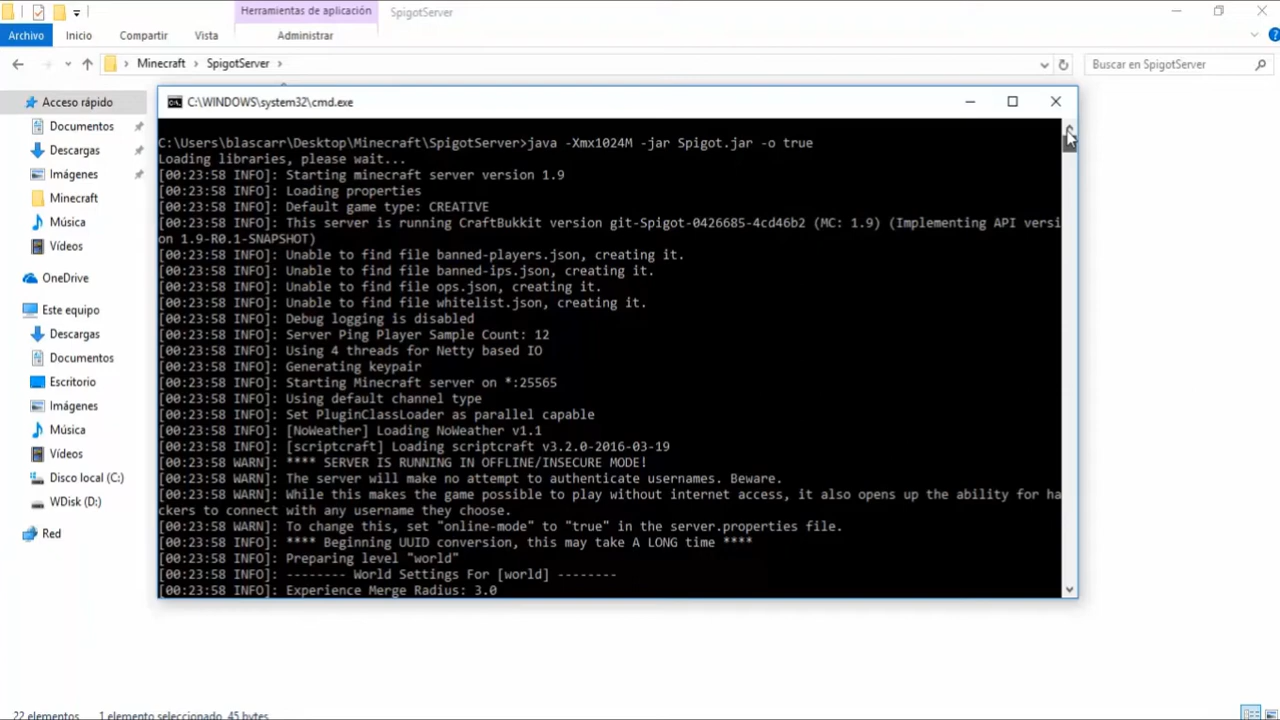 Herramientas de aplicación
SpigotServer
Archivo
Inicio
Compartir
Vista
Administrar
Minecraft
SpigotServer
Buscar en SpigotServer
Acceso rápido
Documentos
Descargas
Imágenes
Minecraft
Música
Vídeos
OneDrive
Este equipo
Descargas
Documentos
Escritorio
Imágenes
Música
Vídeos
Disco local (C:)
WDisk (D:)
Red
C:\WINDOWS\system32\cmd.exe
C:\Users\blascarr\Desktop\Minecraft\SpigotServer>java -Xmx1024M -jar Spigot.jar -o true
Loading libraries, please wait...
[00:23:58 INFO]: Starting minecraft server version 1.9
[00:23:58 INFO]: Loading properties
[00:23:58 INFO]: Default game type: CREATIVE
[00:23:58 INFO]: This server is running CraftBukkit version git-Spigot-0426685-4cd46b2 (MC: 1.9) (Implementing API versi
on 1.9-R0.1-SNAPSHOT)
[00:23:58 INFO]: Unable to find file banned-players.json, creating it.
[00:23:58 INFO]: Unable to find file banned-ips.json, creating it.
[00:23:58 INFO]: Unable to find file ops.json, creating it.
[00:23:58 INFO]: Unable to find file whitelist.json, creating it.
[00:23:58 INFO]: Debug logging is disabled
[00:23:58 INFO]: Server Ping Player Sample Count: 12
[00:23:58 INFO]: Using 4 threads for Netty based IO
[00:23:58 INFO]: Generating keypair
[00:23:58 INFO]: Starting Minecraft server on *:25565
[00:23:58 INFO]: Using default channel type
[00:23:58 INFO]: Set PluginClassLoader as parallel capable
[00:23:58 INFO]: [NoWeather] Loading NoWeather v1.1
[00:23:58 INFO]: [scriptcraft] Loading scriptcraft v3.2.0-2016-03-19
[00:23:58 WARN]: **** SERVER IS RUNNING IN OFFLINE/INSECURE MODE!
[00:23:58 WARN]: The server will make no attempt to authenticate usernames. Beware.
[00:23:58 WARN]: While this makes the game possible to play without internet access, it also opens up the ability for ha
ckers to connect with any username they choose.
[00:23:58 WARN]: To change this, set "online-mode" to "true" in the server.properties file.
[00:23:58 INFO]: **** Beginning UUID conversion, this may take A LONG time ****
[00:23:58 INFO]: Preparing level "world"
[00:23:58 INFO]: -------- World Settings For [world] --------
[00:23:58 INFO]: Experience Merge Radius: 3.0
22 elementos
1 elemento seleccionado, 45 bytes